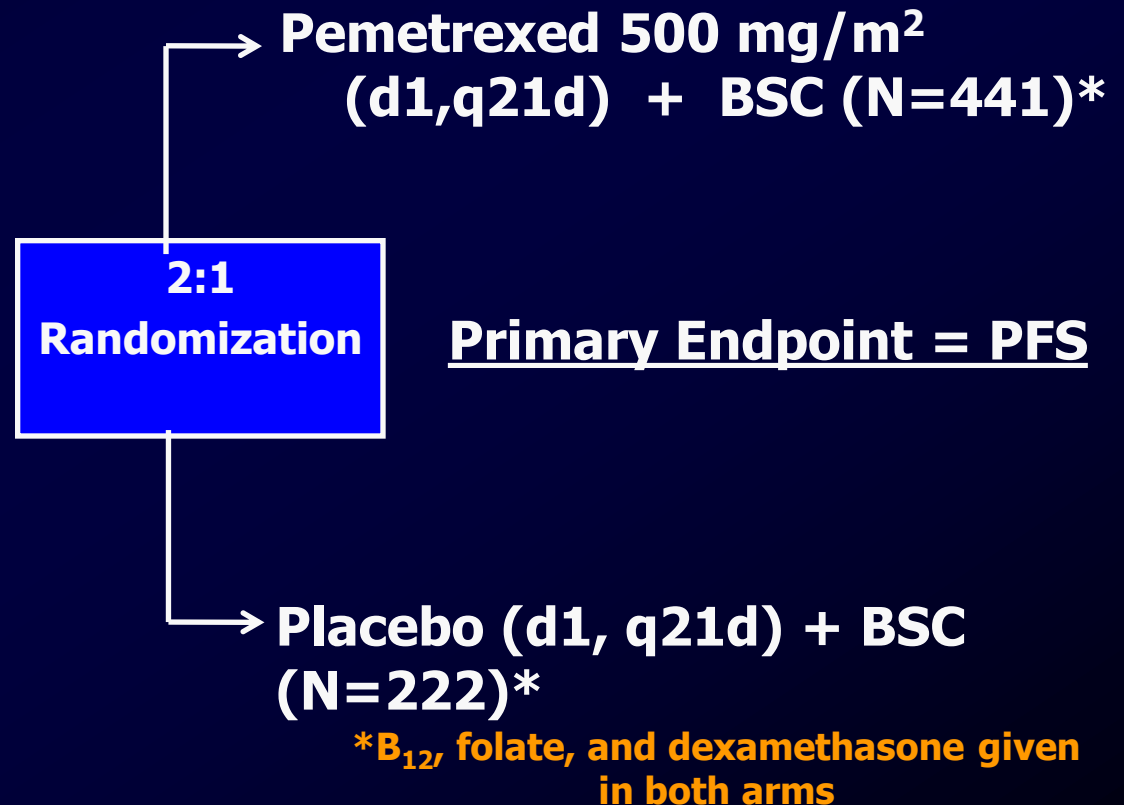 Pemetrexed 500 mg/m²
(d1,q21d) + BSC (N=441)*
2:1
Randomization
Primary Endpoint = PFS
Placebo (d1, q21d) + BSC
(N=222)*
*B₁₂, folate, and dexamethasone given
in both arms